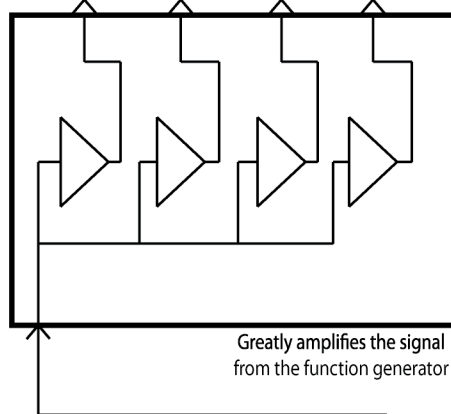 Greatly amplifies the signal
from the function generator